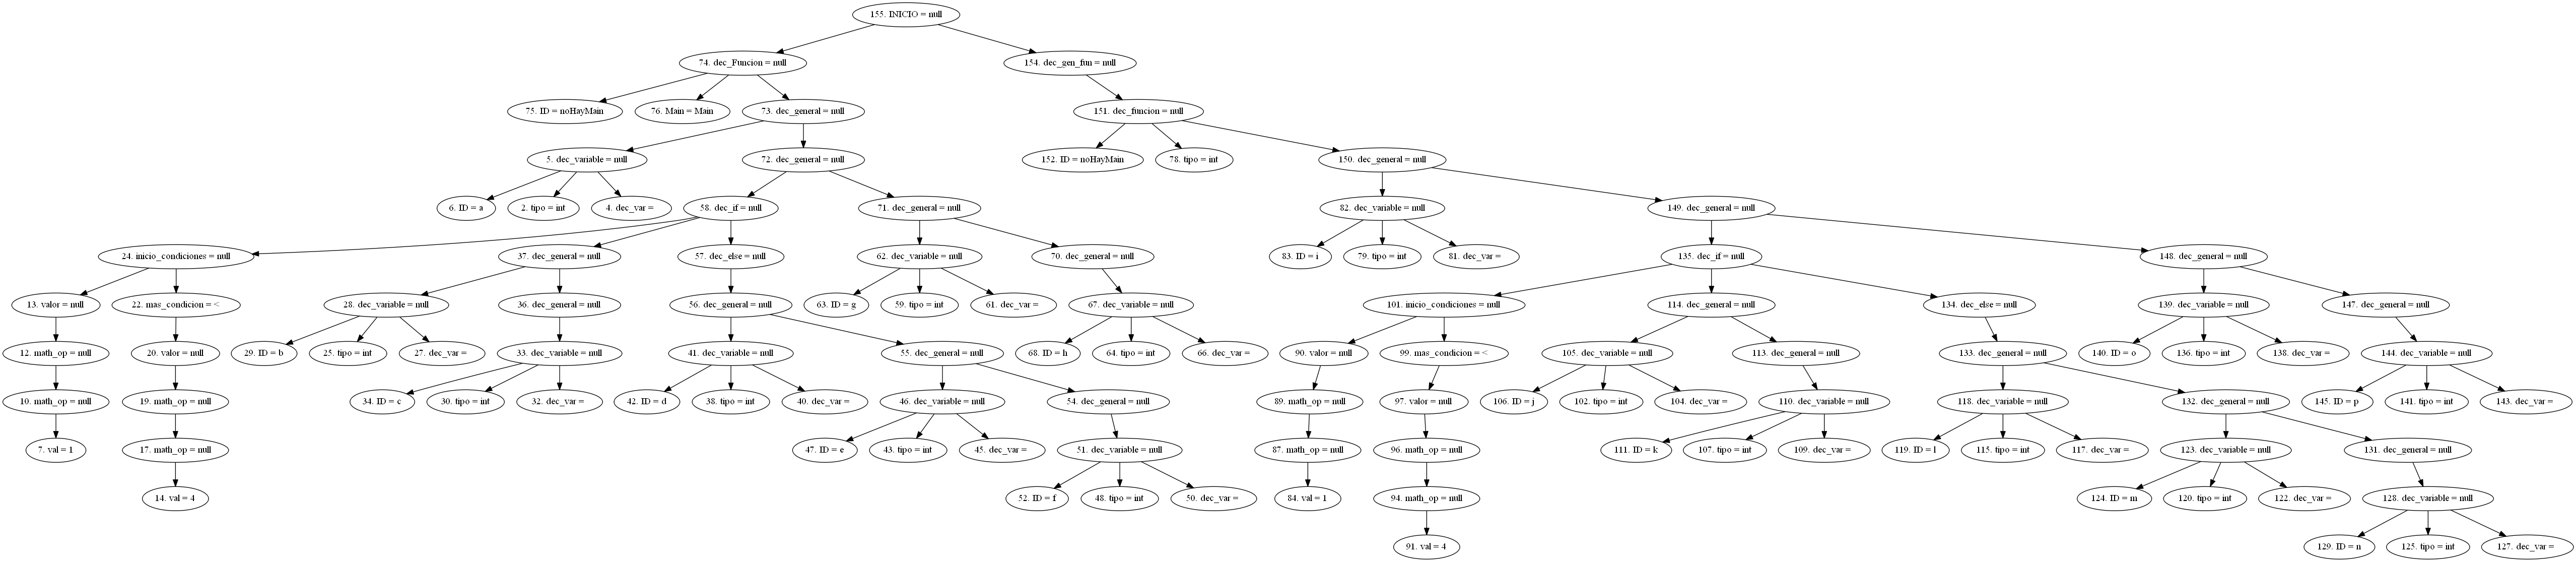 155. INICIO = null
74. dec_Funcion = null
154. dec_gen_fun = null
75. ID = noHayMain
76. Main = Main
73. dec_general = null
151. dec_funcion = null
5. dec_variable = null
72. dec_general = null
152. ID = noHayMain
78. tipo = int
150. dec_general = null
6. ID = a
2. tipo = int
4. dec_var =
58. dec_if = null
71. dec_general = null
82. dec_variable = null
149. dec_general = null
24. inicio_condiciones = null
37. dec_general = null
57. dec_else = null
62. dec_variable = null
70. dec_general = null
83. ID = i
79. tipo = int
81. dec_var =
135. dec_if = null
148. dec_general = null
13. valor = null
22. mas_condicion = <
28. dec_variable = null
36. dec_general = null
56. dec_general = null
63. ID = g
59. tipo = int
61. dec_var =
67. dec_variable = null
101. inicio_condiciones = null
114. dec_general = null
134. dec_else = null
139. dec_variable = null
147. dec_general = null
12. math_op = null
20. valor = null
29. ID = b
25. tipo = int
27. dec_var =
33. dec_variable = null
41. dec_variable = null
55. dec_general = null
68. ID = h
64. tipo = int
66. dec_var =
90. valor = null
99. mas_condicion = <
105. dec_variable = null
113. dec_general = null
133. dec_general = null
140. ID = o
136. tipo = int
138. dec_var =
144. dec_variable = null
10. math_op = null
19. math_op = null
34. ID = c
30. tipo = int
32. dec_var =
42. ID = d
38. tipo = int
40. dec_var =
46. dec_variable = null
54. dec_general = null
89. math_op = null
97. valor = null
106. ID = j
102. tipo = int
104. dec_var =
110. dec_variable = null
118. dec_variable = null
132. dec_general = null
145. ID = p
141. tipo = int
143. dec_var =
7. val = 1
17. math_op = null
47. ID = e
43. tipo = int
45. dec_var =
51. dec_variable = null
87. math_op = null
96. math_op = null
111. ID = k
107. tipo = int
109. dec_var =
119. ID = l
115. tipo = int
117. dec_var =
123. dec_variable = null
131. dec_general = null
14. val = 4
52. ID = f
48. tipo = int
50. dec_var =
84. val = 1
94. math_op = null
124. ID = m
120. tipo = int
122. dec_var =
128. dec_variable = null
91. val = 4
129. ID = n
125. tipo = int
127. dec_var =